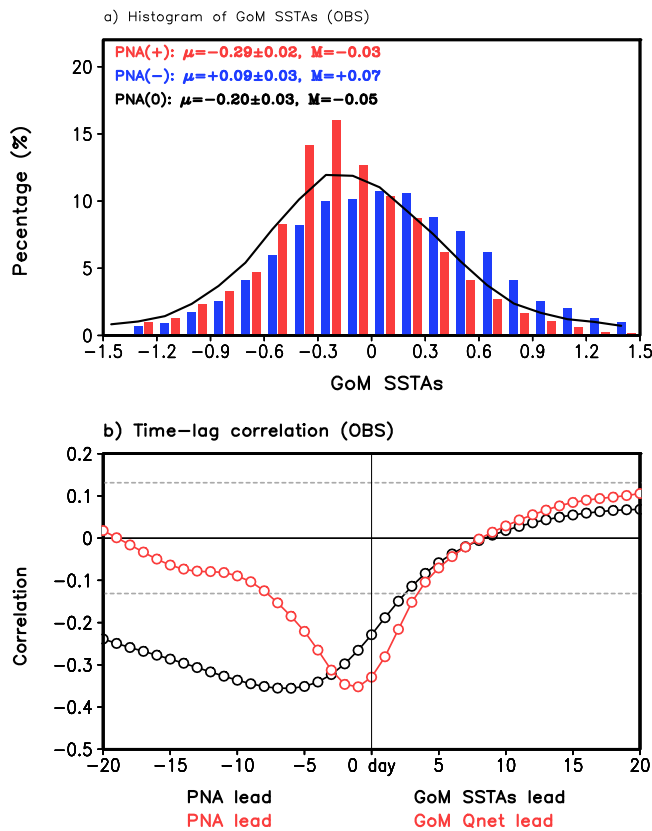 a) Histogram of GoM SSTAs (OBS)
PNA(+): μ=−0.29±0.02, M=−0.03
PNA(−): μ=+0.09±0.03, M=+0.07
PNA(0): μ=−0.20±0.03, M=−0.05
20
15
10
5
0
Pecentage (%)
−1.5 −1.2 −0.9 −0.6 −0.3 0 0.3 0.6 0.9 1.2 1.5
GoM SSTAs
b) Time−lag correlation (OBS)
0.2
0.1
0
−0.1
−0.2
−0.3
−0.4
−0.5
Correlation
−20 −15 −10 −5 0 day 5 10 15 20
PNA lead GoM SSTAs lead
PNA lead GoM Qnet lead